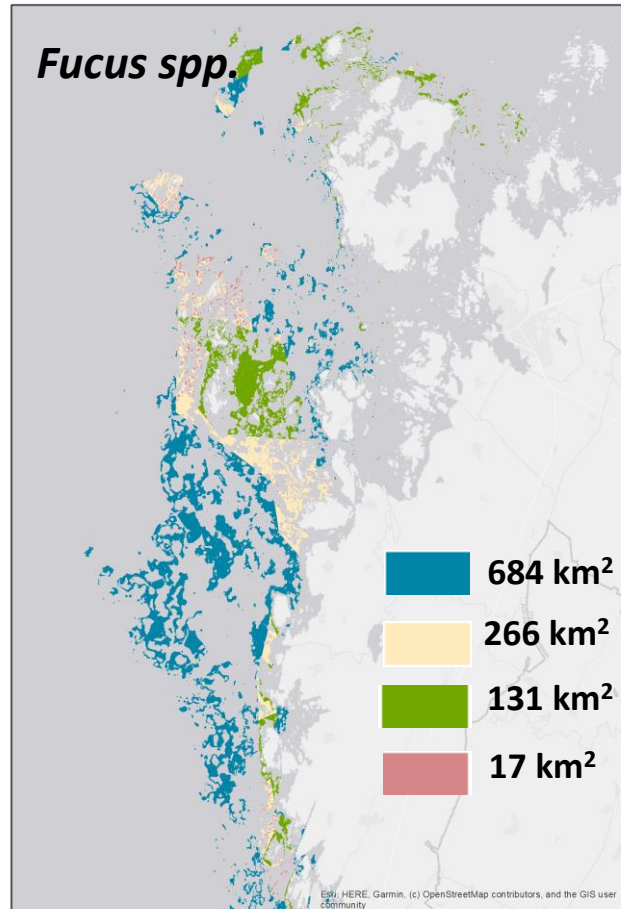 Fucus spp.
684 km²
266 km²
131 km²
17 km²
Esri, HERE, Garmin, (c) OpenStreetMap contributors, and the GIS user
community